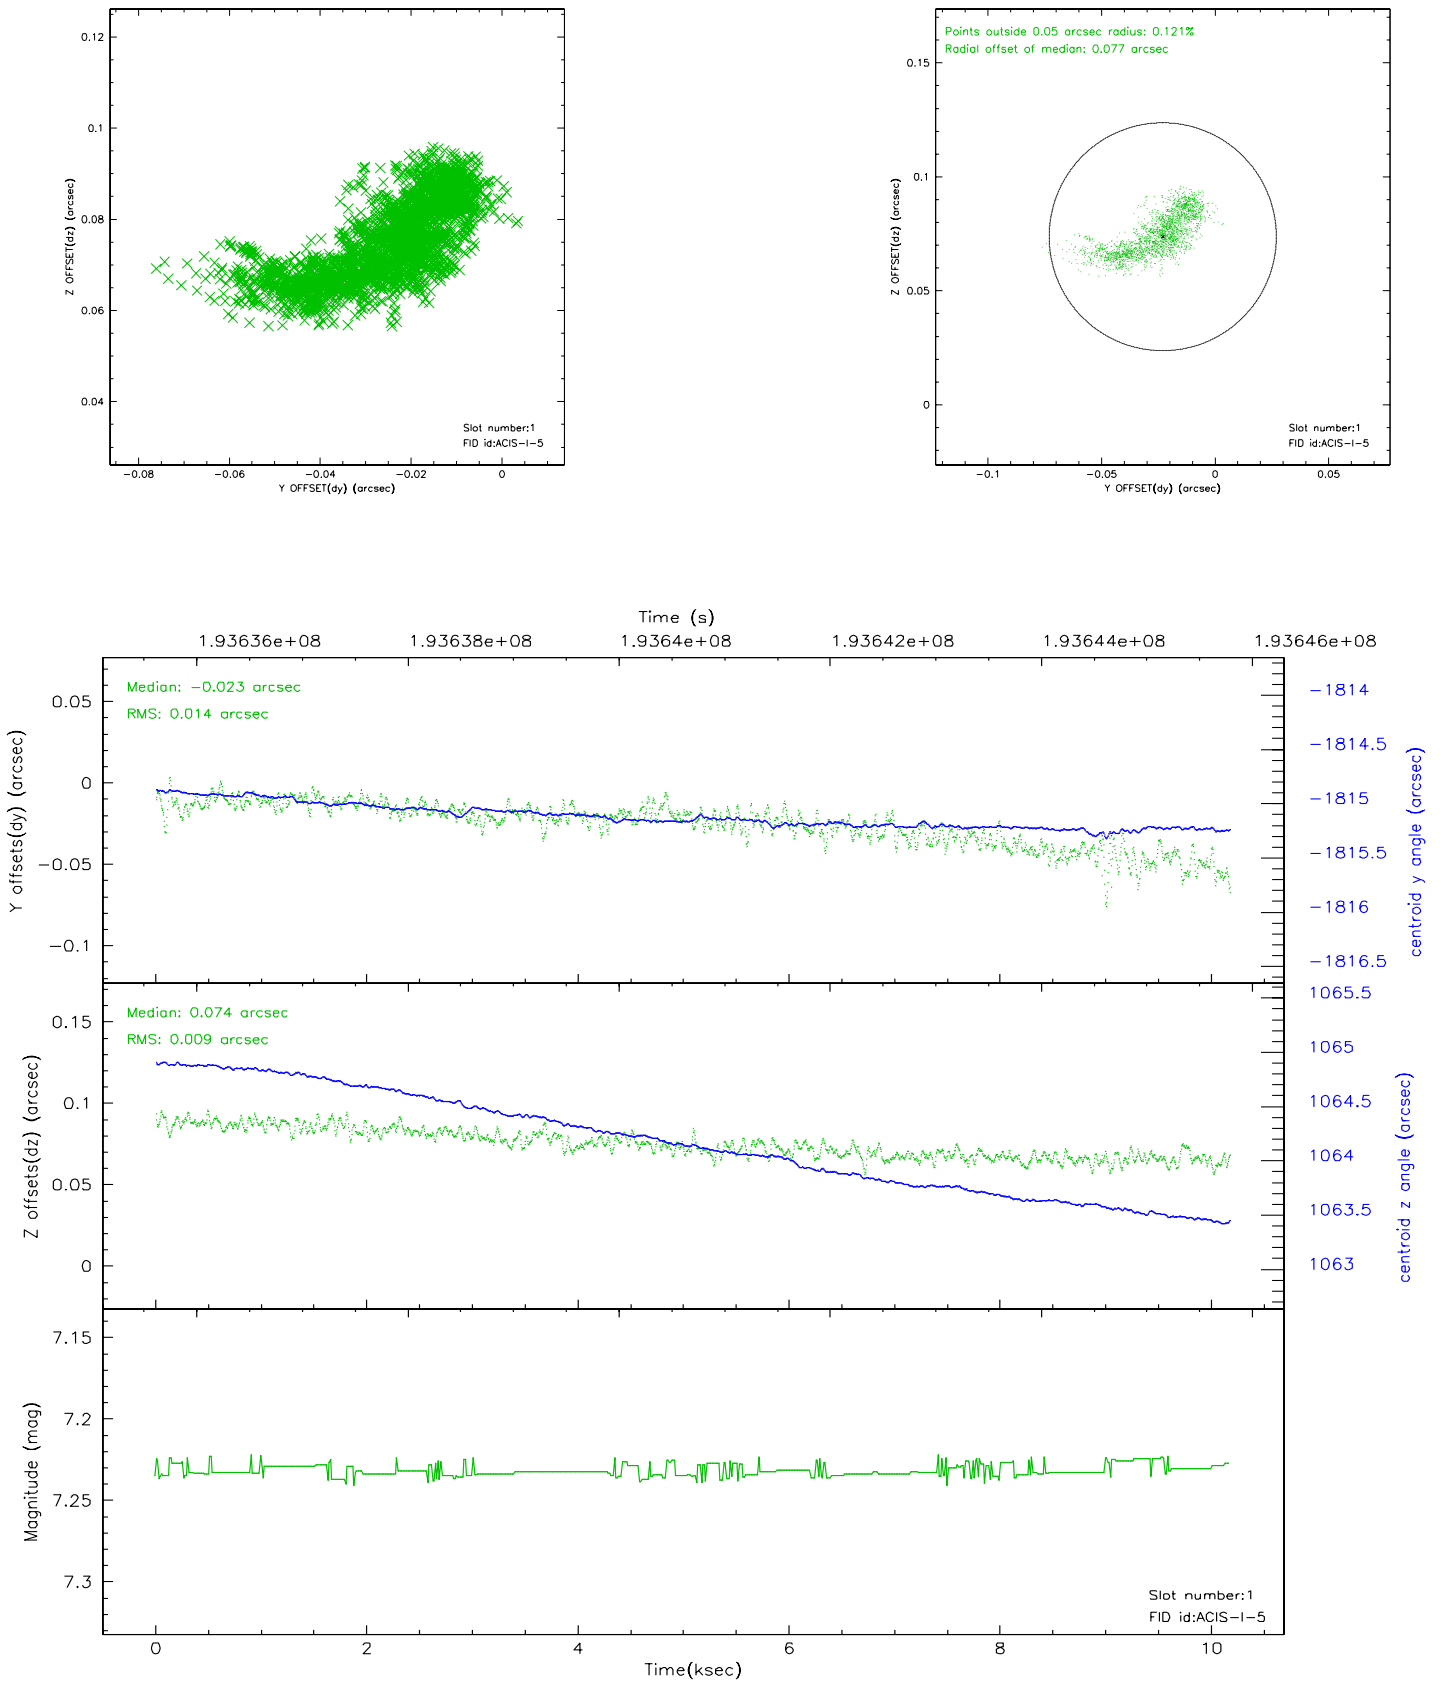 0.12
0.1
0.08
0.06
0.04
Z OFFSET(dz) (arcsec)
Slot number:1
FID id:ACIS-I-5
-0.08 -0.06 -0.04 -0.02 0
Y OFFSET(dy) (arcsec)
Points outside 0.05 arcsec radius: 0.121%
Radial offset of median: 0.077 arcsec
0.15
0.1
0.05
0
Z OFFSET(dz) (arcsec)
Slot number:1
FID id:ACIS-I-5
-0.1 -0.05 0 0.05
Y OFFSET(dy) (arcsec)
Time (s)
1.93636e+08 1.93638e+08 1.9364e+08 1.93642e+08 1.93644e+08 1.93646e+08
Median: -0.023 arcsec
RMS: 0.014 arcsec
0.05
0
-0.05
-0.1
Y offsets(dy) (arcsec)
-1814
-1814.5
-1815
-1815.5
-1816
-1816.5
centroid y angle (arcsec)
Median: 0.074 arcsec
RMS: 0.009 arcsec
0.15
0.1
0.05
0
Z offsets(dz) (arcsec)
1065.5
1065
1064.5
1064
1063.5
1063
centroid z angle (arcsec)
7.15
7.2
7.25
7.3
Magnitude (mag)
Slot number:1
FID id:ACIS-I-5
0 2 4 6 8 10
Time(ksec)